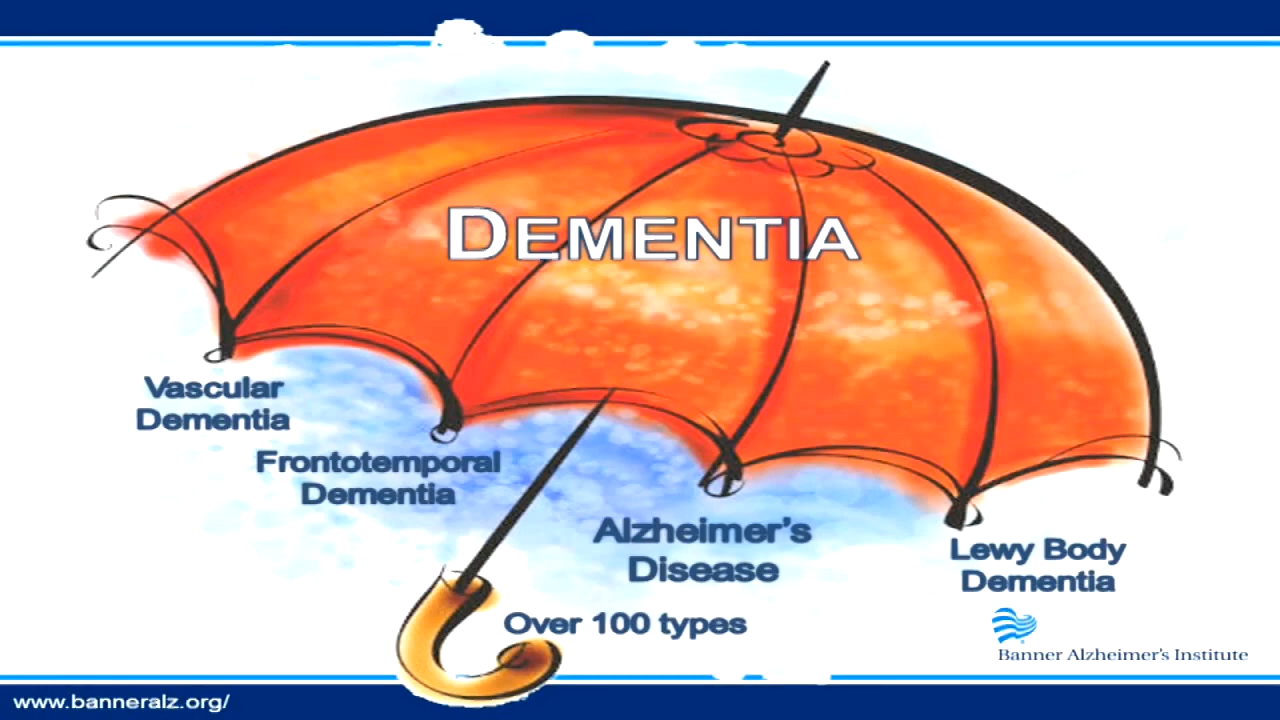 DEMENTIA
Vascular
Dementia
Frontotemporal
Dementia
Alzheimer's
Disease
Lewy Body
Dementia
Over 100 types
Banner Alzheimer's Institute
www.banneralz.org/